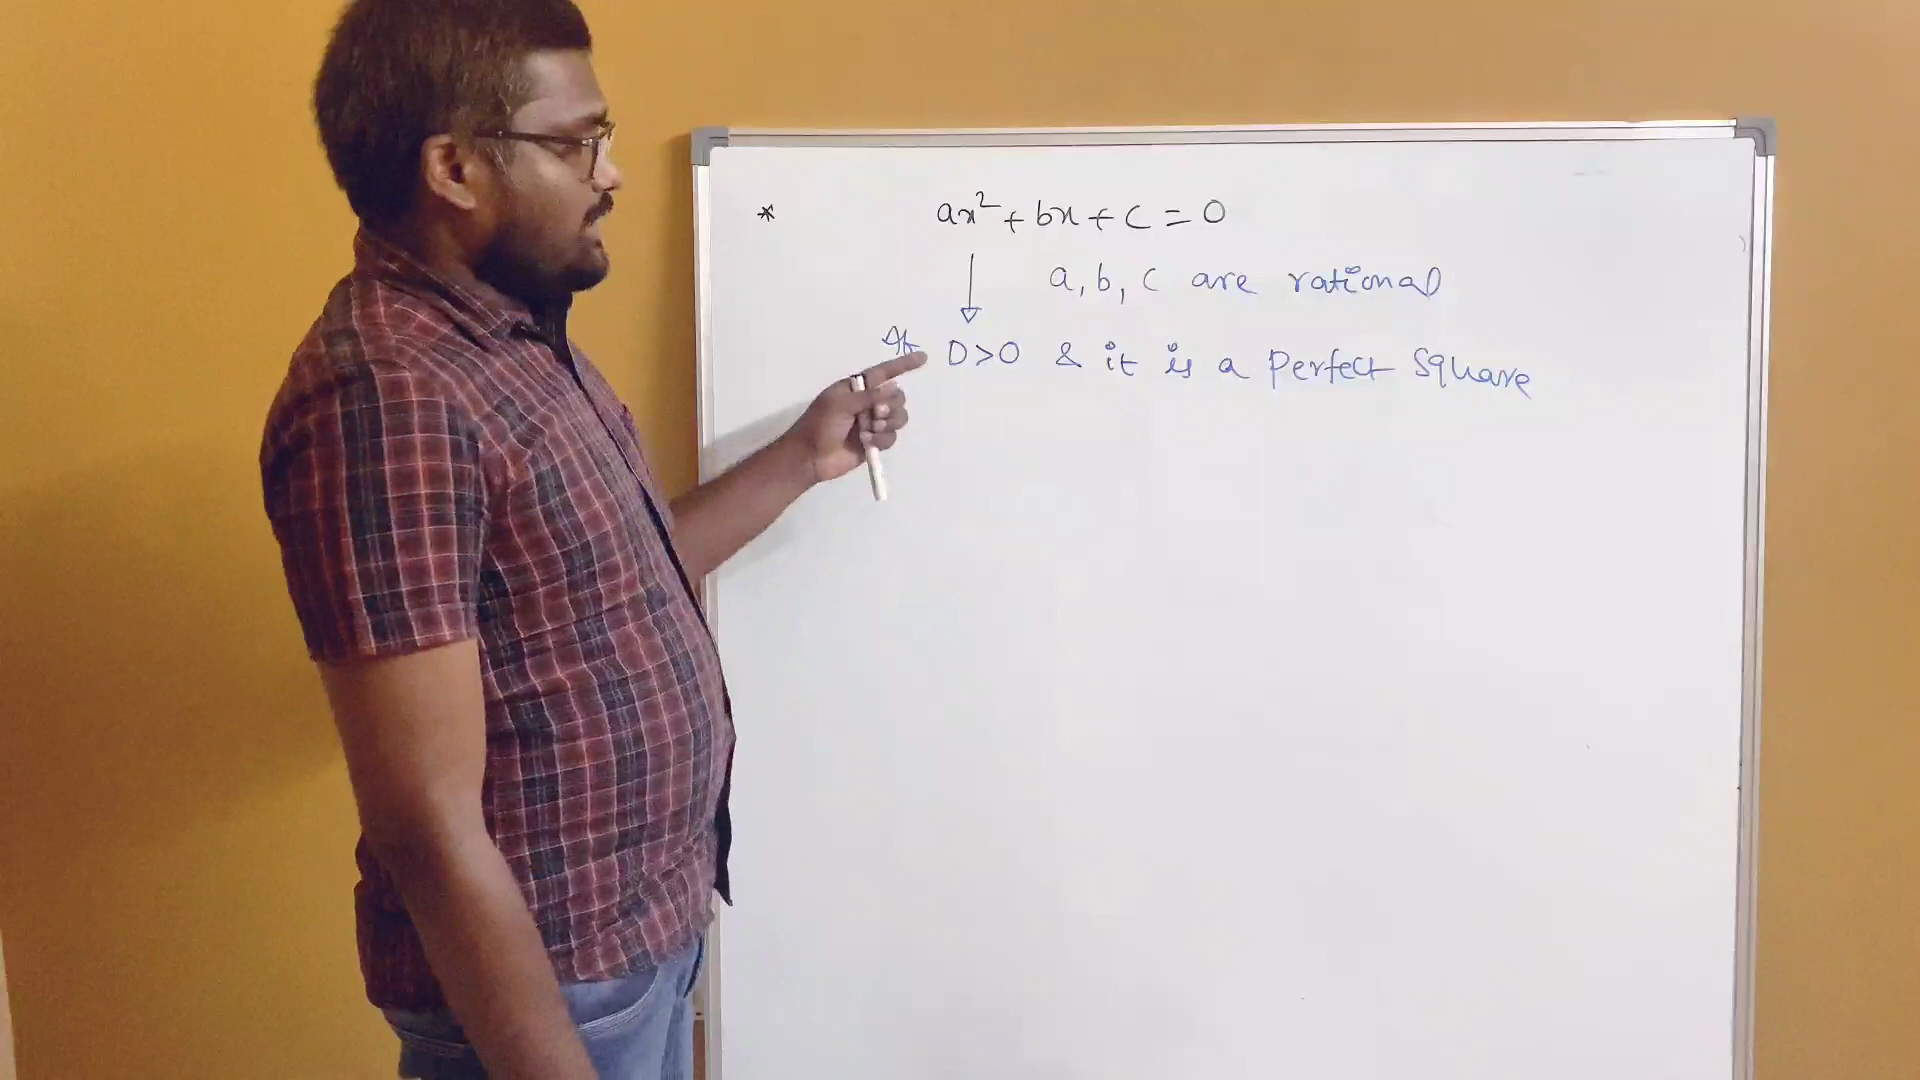 * ax² + bx + c = 0
a, b, c are rational
If D>0 & it is a perfect square